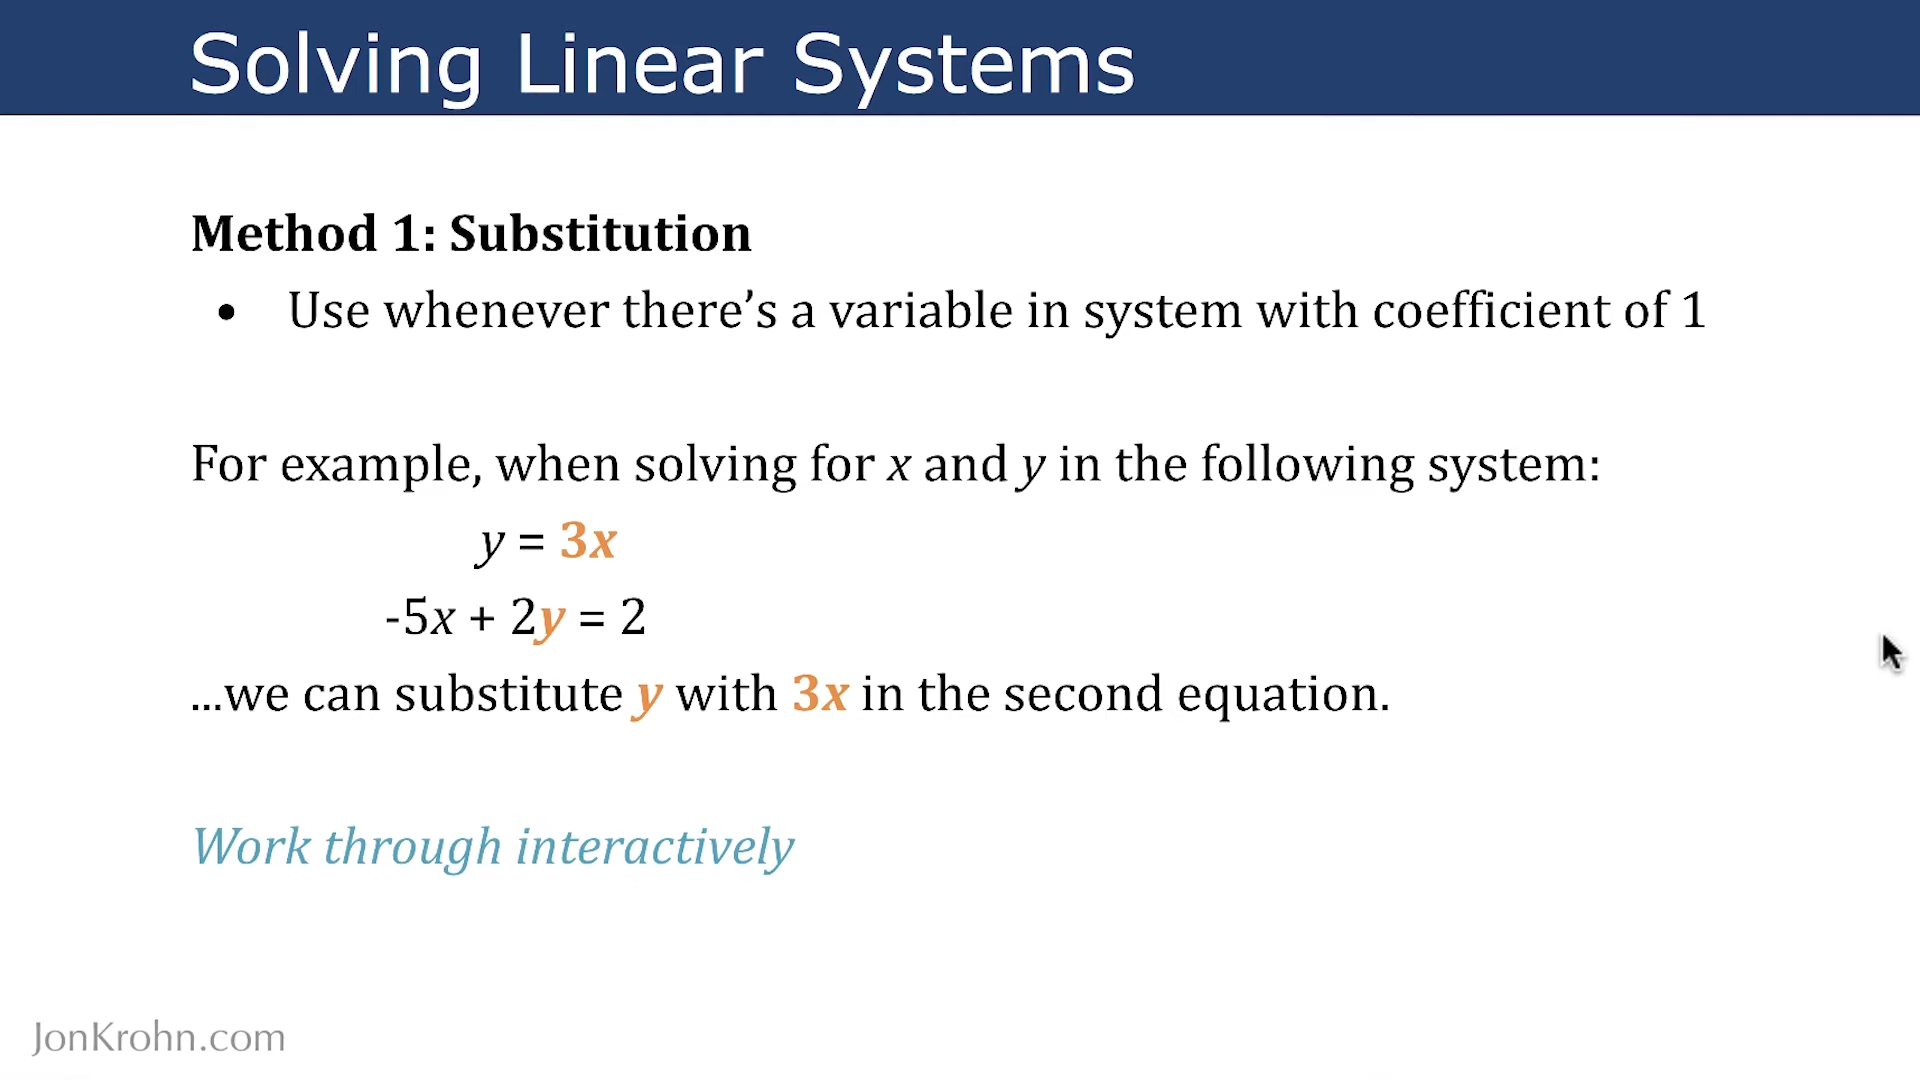 Solving Linear Systems
Method 1: Substitution
• Use whenever there’s a variable in system with coefficient of 1
For example, when solving for x and y in the following system:
y = 3x
-5x + 2y = 2
...we can substitute y with 3x in the second equation.
Work through interactively
JonKrohn.com